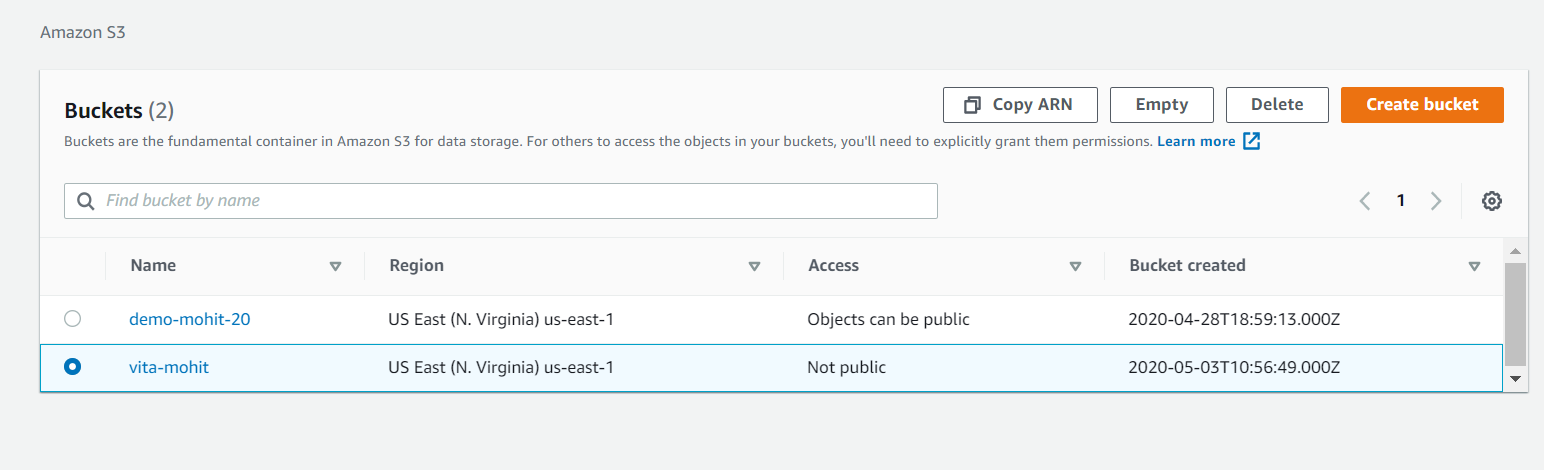 Amazon S3
Buckets (2)
Copy ARN
Empty
Delete
Create bucket
Buckets are the fundamental container in Amazon S3 for data storage. For others to access the objects in your buckets, you'll need to explicitly grant them permissions. Learn more
Find bucket by name
1
Name Region Access Bucket created
demo-mohit-20 US East (N. Virginia) us-east-1 Objects can be public 2020-04-28T18:59:13.000Z
vita-mohit US East (N. Virginia) us-east-1 Not public 2020-05-03T10:56:49.000Z